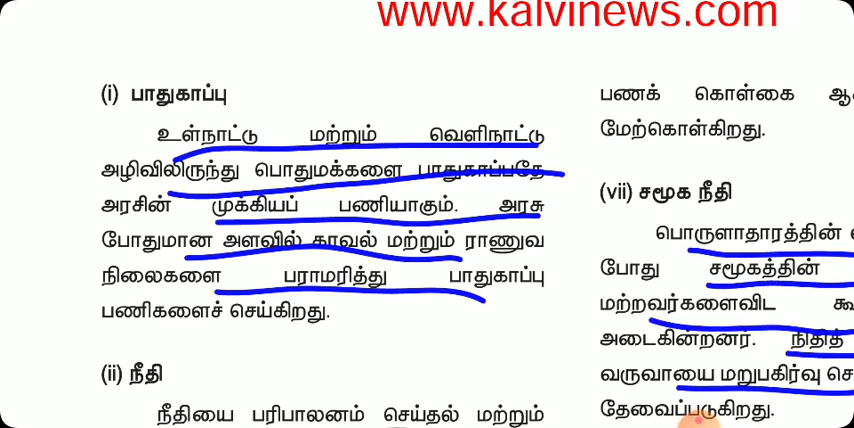 www.kalvinews.com
(i) பாதுகாப்பு
உள்நாட்டு மற்றும் வெளிநாட்டு
அழிவிலிருந்து பொதுமக்களை பாதுகாப்பதே
அரசின் முக்கியப் பணியாகும். அரசு
போதுமான அளவில் காவல் மற்றும் ராணுவ
நிலைகளை பராமரித்து பாதுகாப்பு
பணிகளைச் செய்கிறது.
(ii) நீதி
நீதியை பரிபாலனம் செய்தல் மற்றும்
பணக் கொள்கை
மேற்கொள்கிறது.
(vii) சமூக நீதி
பொருளாதாரத்தின்
போது சமூகத்தின்
மற்றவர்களைவிட
அடைகின்றனர். நிதித்
வருவாயை மறுபகிர்வு
தேவைப்படுகிறது.